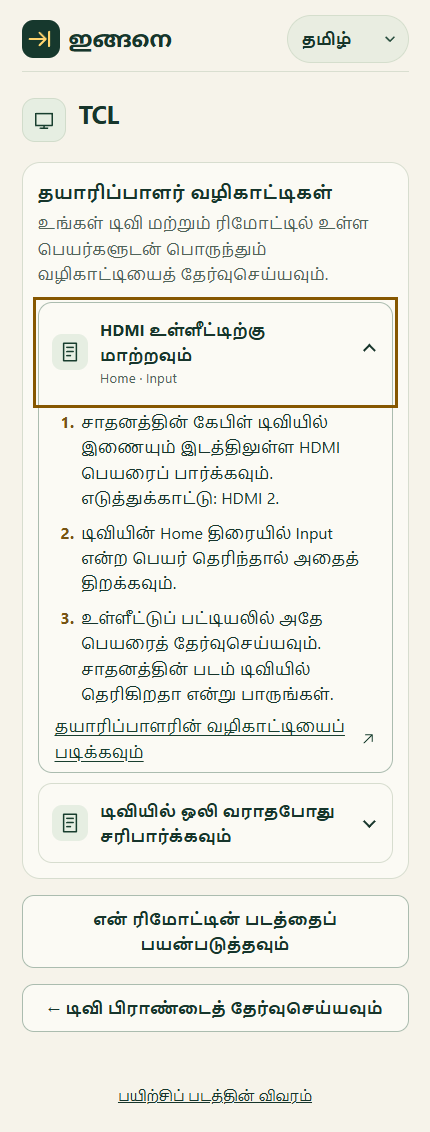 ഇങ്ങനെ
தமிழ்
TCL
தயாரிப்பாளர் வழிகாட்டிகள்
உங்கள் டிவி மற்றும் ரிமோட்டில் உள்ள
பெயர்களுடன் பொருந்தும்
வழிகாட்டியைத் தேர்வுசெய்யவும்.
HDMI உள்ளீட்டிற்கு
மாற்றவும்
Home · Input
1. சாதனத்தின் கேபிள் டிவியில்
இணையும் இடத்திலுள்ள HDMI
பெயரைப் பார்க்கவும்.
எடுத்துக்காட்டு: HDMI 2.
2. டிவியின் Home திரையில் Input
என்ற பெயர் தெரிந்தால் அதைத்
திறக்கவும்.
3. உள்ளீட்டுப் பட்டியலில் அதே
பெயரைத் தேர்வுசெய்யவும்.
சாதனத்தின் படம் டிவியில்
தெரிகிறதா என்று பாருங்கள்.
தயாரிப்பாளரின் வழிகாட்டியைப்
படிக்கவும் ↗
டிவியில் ஒலி வராதபோது
சரிபார்க்கவும்
என் ரிமோட்டின் படத்தைப்
பயன்படுத்தவும்
← டிவி பிராண்டைத் தேர்வுசெய்யவும்
பயிற்சிப் படத்தின் விவரம்